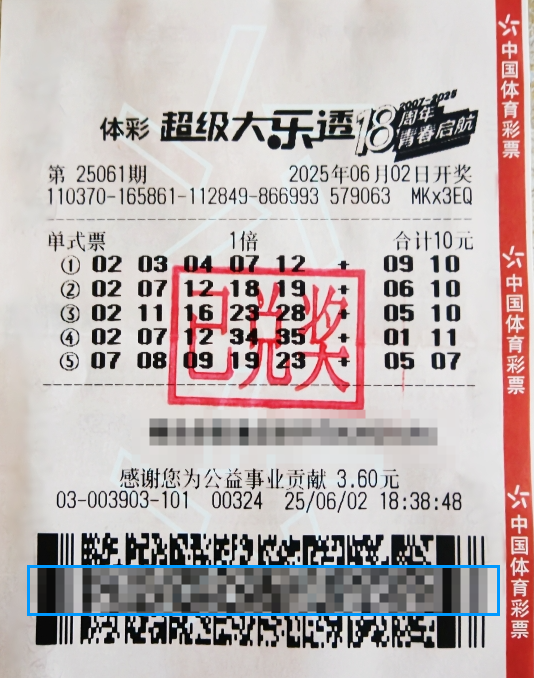 体彩 超级大乐透 18 2007-2025 周年 青春启航
第 25061期 2025年06月02日开奖
110370-165861-112849-866993 579063 MKx3EQ
单式票 1倍 合计10元
① 02 03 04 07 12 + 09 10
② 02 07 12 18 19 + 06 10
③ 02 11 16 23 28 + 05 10
④ 02 07 12 34 35 + 01 11
⑤ 07 08 09 19 23 + 05 07
已兑奖
感谢您为公益事业贡献 3.60元
03-003903-101 00324 25/06/02 18:38:48
中国体育彩票
中国体育彩票
中国体育彩票